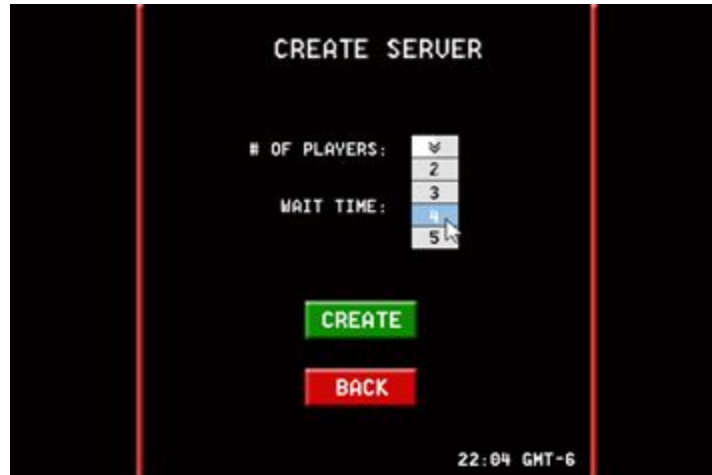 CREATE SERVER
# OF PLAYERS:
2
3
WAIT TIME:
4
5
CREATE
BACK
22:04 GMT-6